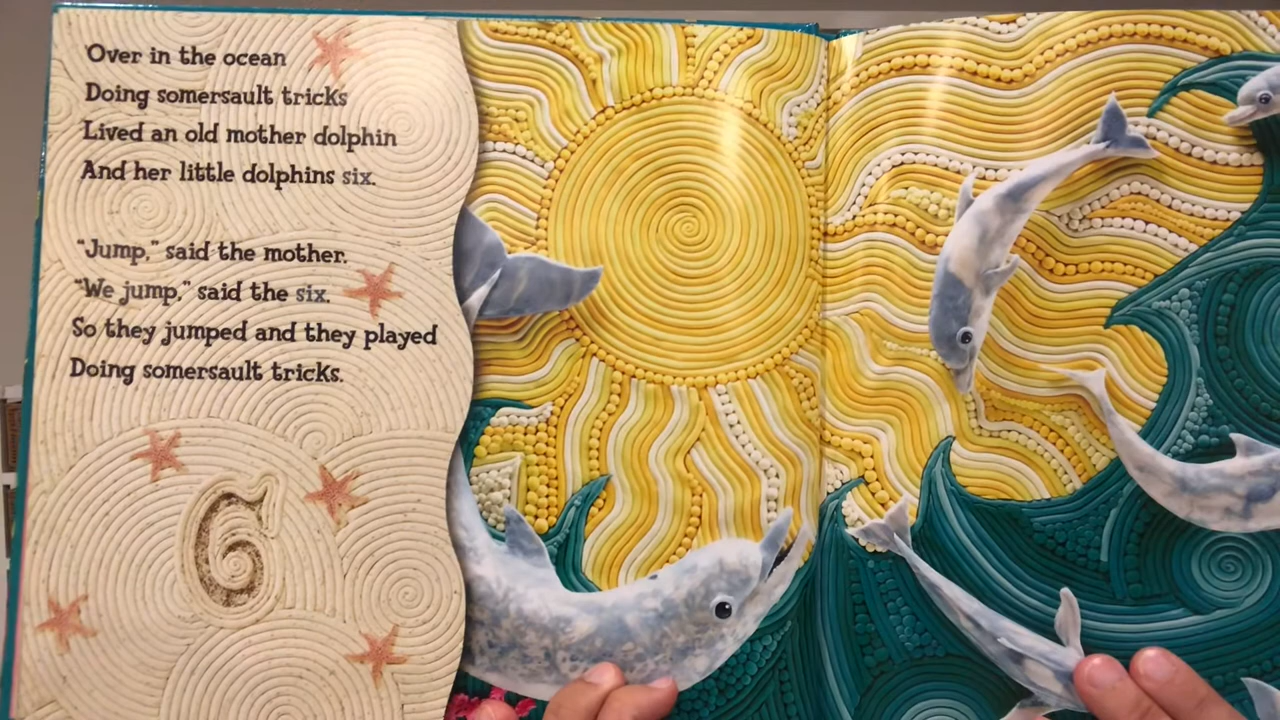 Over in the ocean
Doing somersault tricks
Lived an old mother dolphin
And her little dolphins six.
"Jump," said the mother.
"We jump," said the six.
So they jumped and they played
Doing somersault tricks.
6